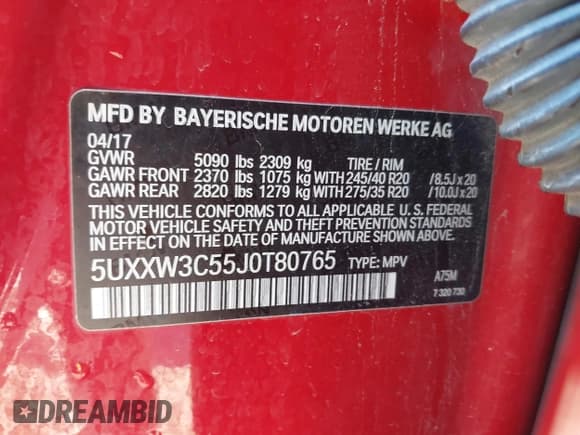 MFD BY BAYERISCHE MOTOREN WERKE AG
04/17
GVWR 5090 lbs 2309 kg TIRE / RIM
GAWR FRONT 2370 lbs 1075 kg WITH 245/40 R20 /8.5J x 20
GAWR REAR 2820 lbs 1279 kg WITH 275/35 R20 /10.0J x 20
THIS VEHICLE CONFORMS TO ALL APPLICABLE U. S. FEDERAL
MOTOR VEHICLE SAFETY AND THEFT PREVENTION STANDARDS
IN EFFECT ON THE DATE OF MANUFACTURE SHOWN ABOVE.
5UXXW3C55J0T80765 TYPE: MPV
A75M
7 320 730
DREAMBID